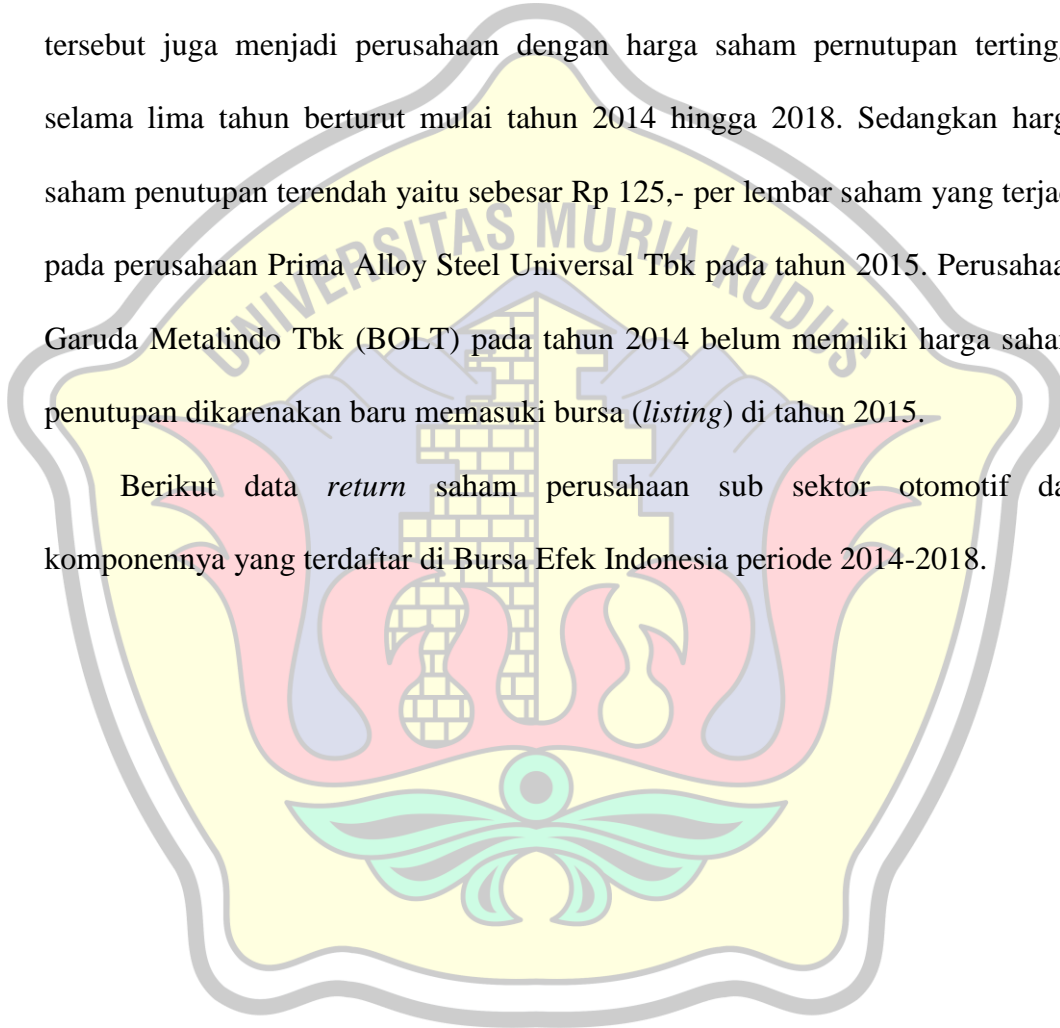 tersebut juga menjadi perusahaan dengan harga saham pernutupan terting
selama lima tahun berturut mulai tahun 2014 hingga 2018. Sedangkan harg
saham penutupan terendah yaitu sebesar Rp 125,- per lembar saham yang terjad
pada perusahaan Prima Alloy Steel Universal Tbk pada tahun 2015. Perusahaa
Garuda Metalindo Tbk (BOLT) pada tahun 2014 belum memiliki harga saha
penutupan dikarenakan baru memasuki bursa (listing) di tahun 2015.
Berikut data return saham perusahaan sub sektor otomotif da
komponennya yang terdaftar di Bursa Efek Indonesia periode 2014-2018.
UNIVERSITAS MURIA KUDUS